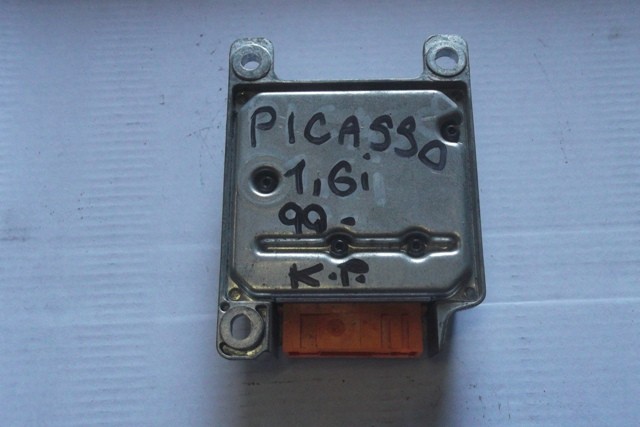 PICASSO
1,6i
99-
K.P.